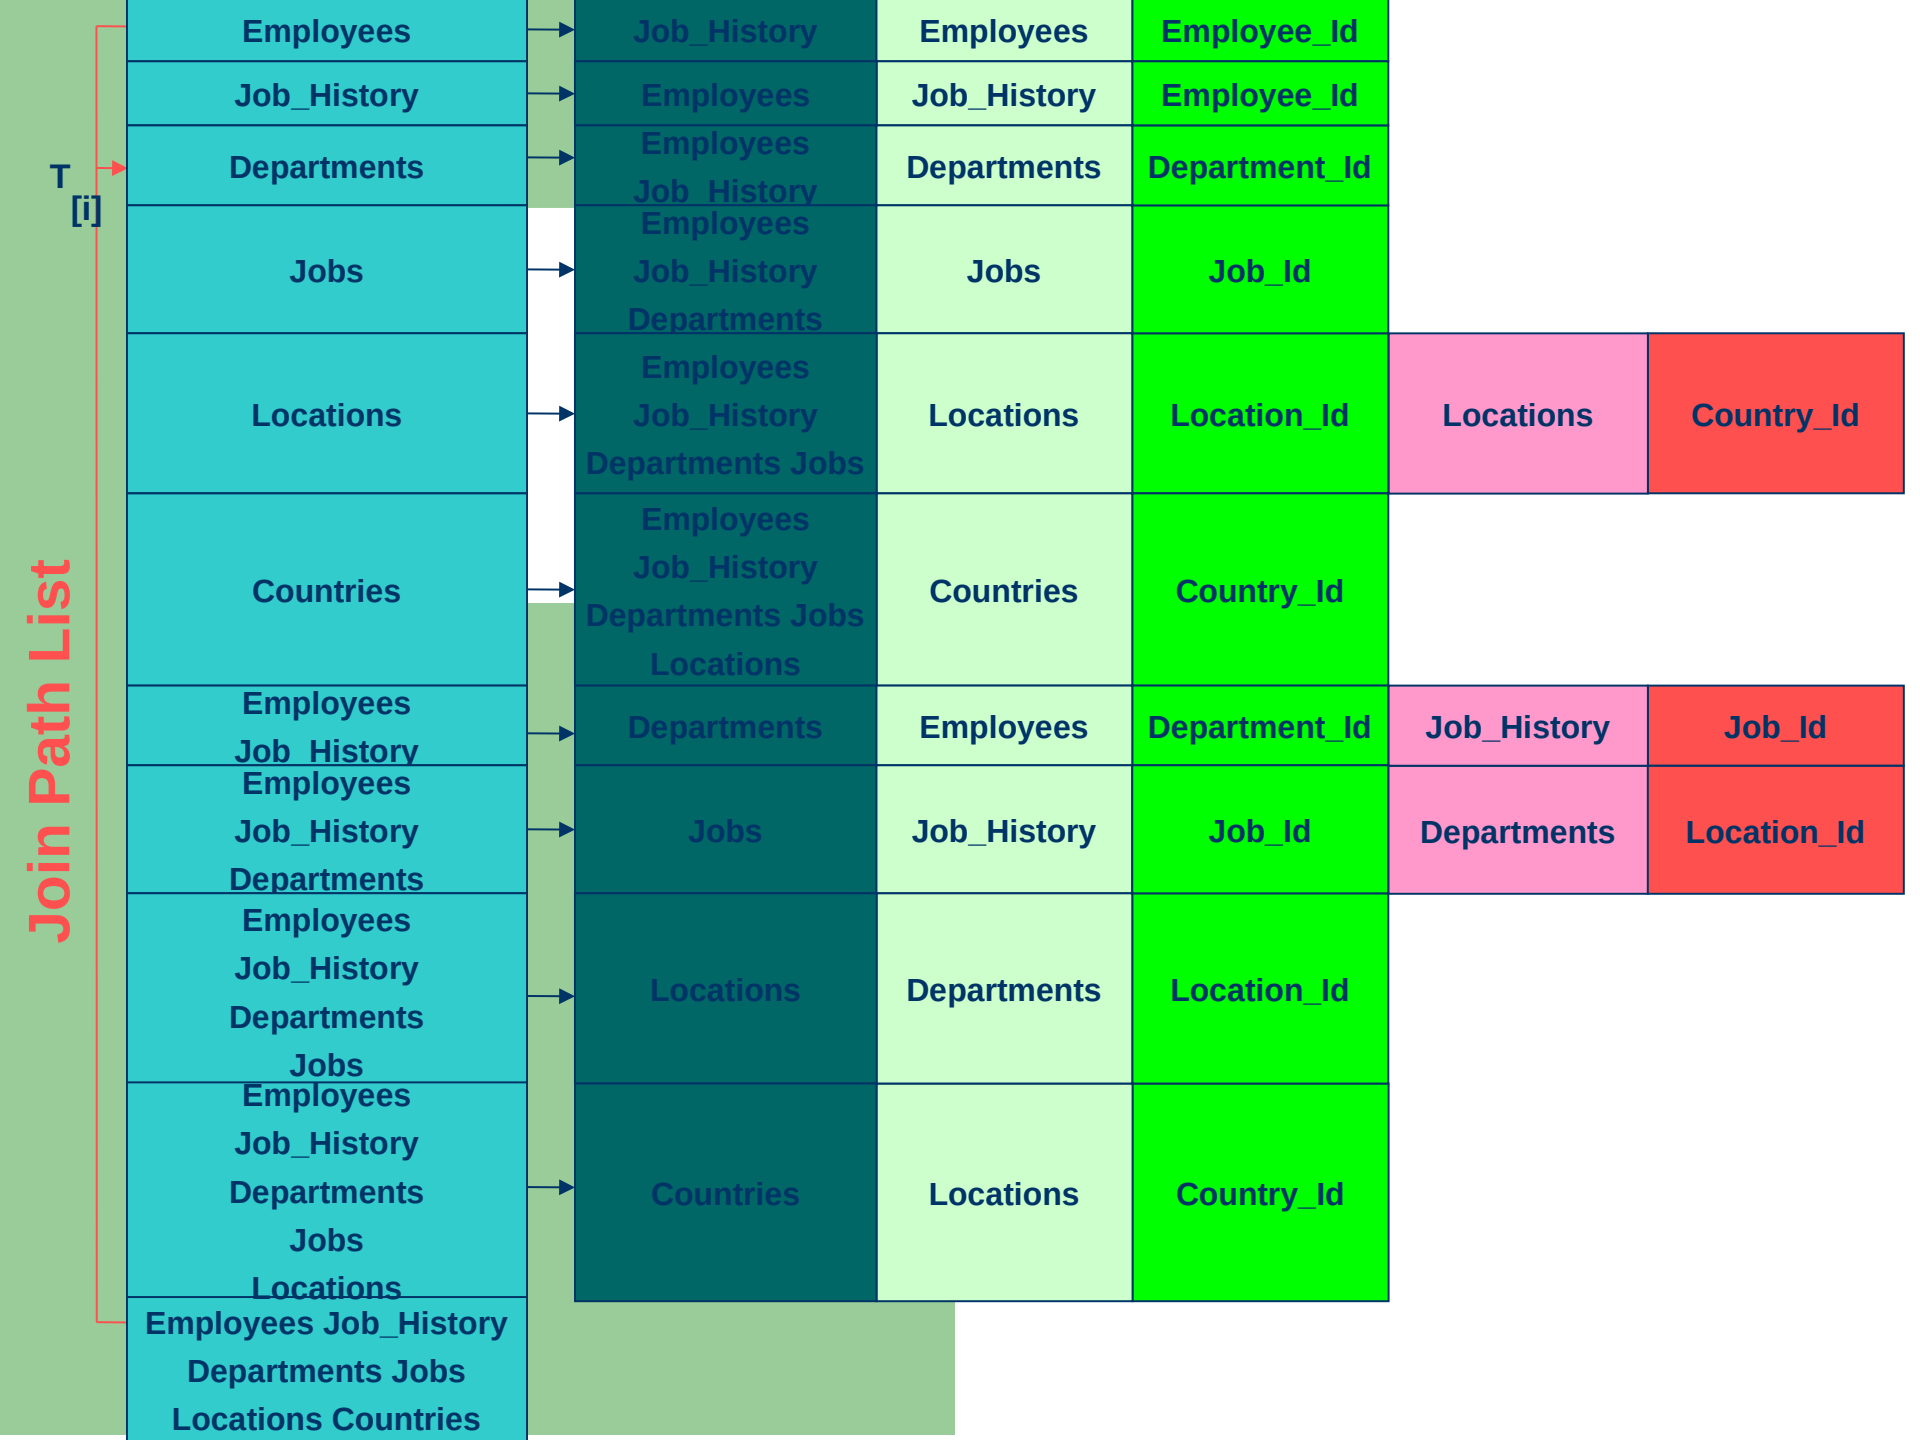 Employees
Job_History
Employees
Employee_Id
Job_History
Employees
Job_History
Employee_Id
T
[i]
Departments
Employees
Job_History
Departments
Department_Id
Jobs
Employees
Job_History
Departments
Jobs
Job_Id
Locations
Employees
Job_History
Departments Jobs
Locations
Location_Id
Locations
Country_Id
Join Path List
Countries
Employees
Job_History
Departments Jobs
Locations
Countries
Country_Id
Employees
Job_History
Departments
Employees
Department_Id
Job_History
Job_Id
Employees
Job_History
Departments
Jobs
Job_History
Job_Id
Departments
Location_Id
Employees
Job_History
Departments
Jobs
Locations
Departments
Location_Id
Employees
Job_History
Departments
Jobs
Locations
Countries
Locations
Country_Id
Employees Job_History
Departments Jobs
Locations Countries